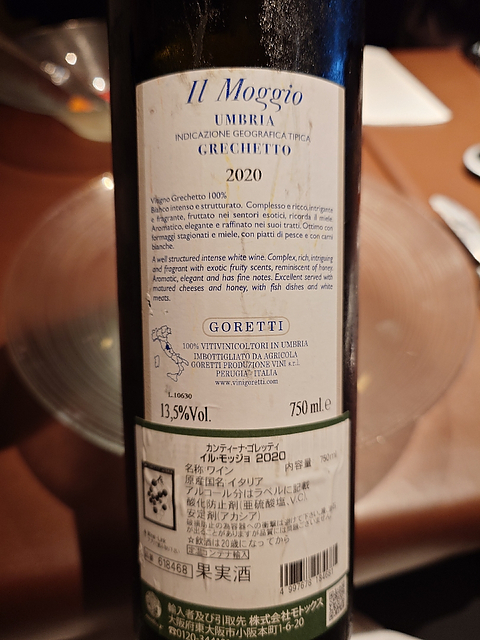 Il Moggio
UMBRIA
INDICAZIONE GEOGRAFICA TIPICA
GRECHETTO
2020
Vitigno Grechetto 100%
Bianco intenso e strutturato. Complesso e ricco, intrigante
e fragrante, fruttato nei sentori esotici, ricorda il miele.
Aromatico, elegante e raffinato nei suoi tratti. Ottimo con
formaggi stagionati e miele, con piatti di pesce e con carni
bianche.
A well structured intense white wine. Complex, rich, intriguing
and fragrant with exotic fruity scents, reminiscent of honey.
Aromatic, elegant and has fine notes. Excellent served with
matured cheeses and honey, with fish dishes and white
meats.
GORETTI
100% VITIVINICOLTORI IN UMBRIA
IMBOTTIGLIATO DA AGRICOLA
GORETTI PRODUZIONE VINI s.r.l.
PERUGIA - ITALIA
www.vinigoretti.com
L.10630
13,5%Vol. 750 ml. e
カンティーナ・ゴレッティ
イル・モッジョ 2020
名称 ワイン 内容量 750ml
原産国名 イタリア
アルコール分はラベルに記載
酸化防止剤(亜硫酸塩、V.C)、
安定剤(アカシア)
☆飲酒は20歳になってから
定温コンテナ輸入
618468 果実酒
輸入者及び引取先 株式会社モトックス
大阪府東大阪市小阪本町1-6-20